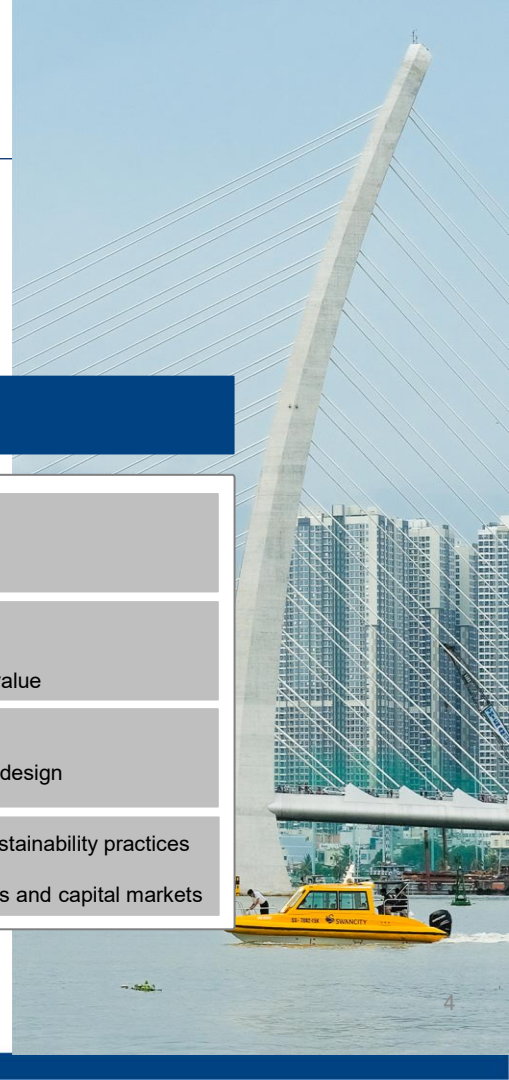 alue
design
stainability practices
s and capital markets
SWANCITY
4